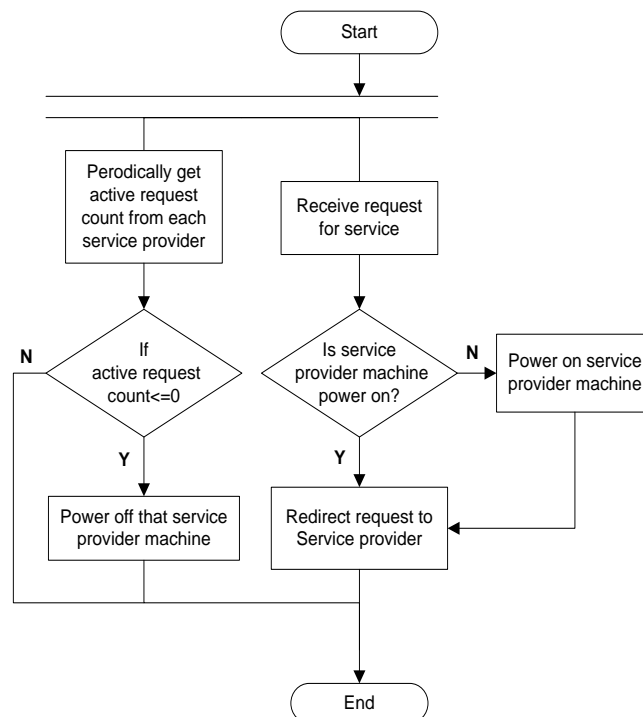 Start
Perodically get
active request
count from each
service provider
Receive request
for service
N
If
active request
count<=0
Y
Is service
provider machine
power on?
N
Y
Power on service
provider machine
Power off that service
provider machine
Redirect request to
Service provider
End